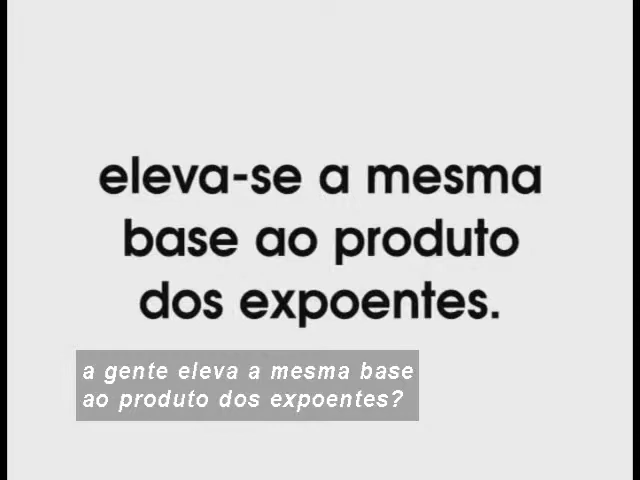 eleva-se a mesma
base ao produto
dos expoentes.
a gente eleva a mesma base
ao produto dos expoentes?